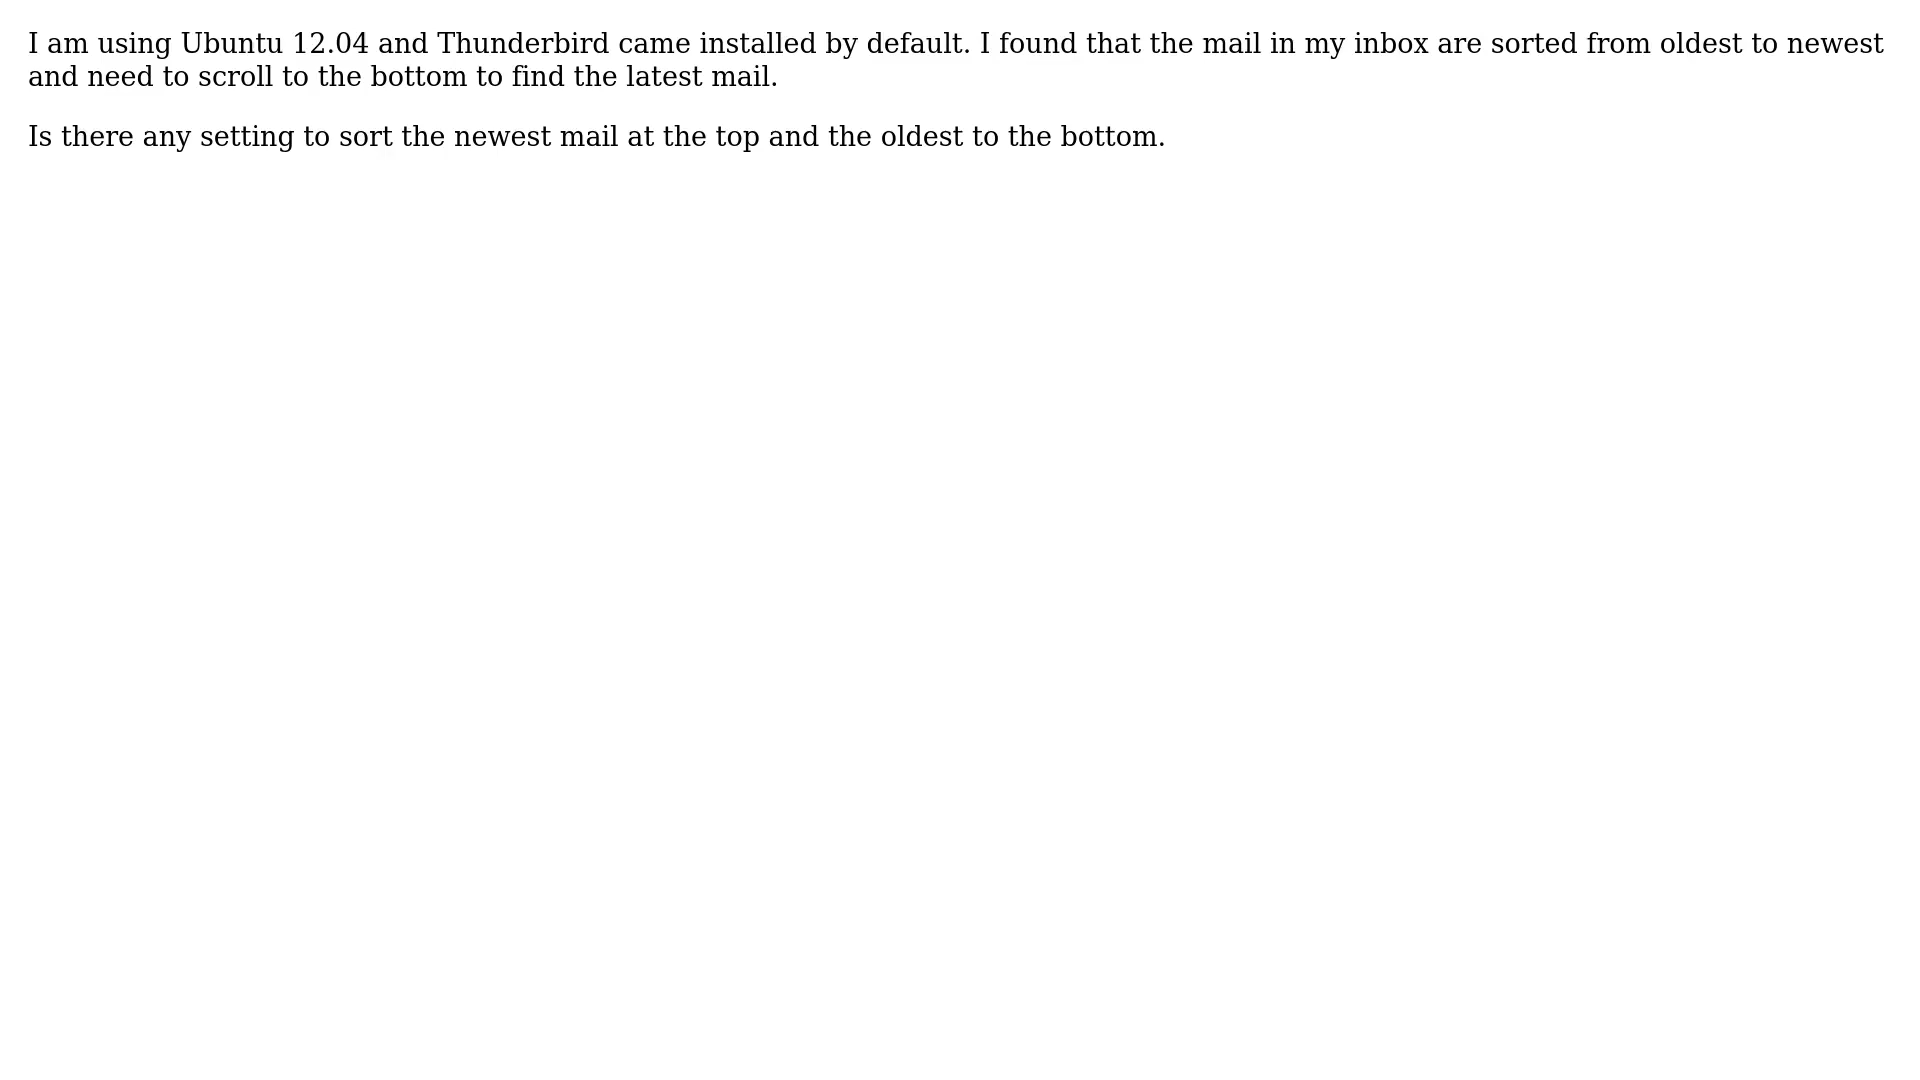 I am using Ubuntu 12.04 and Thunderbird came installed by default. I found that the mail in my inbox are sorted from oldest to newest
and need to scroll to the bottom to find the latest mail.
Is there any setting to sort the newest mail at the top and the oldest to the bottom.